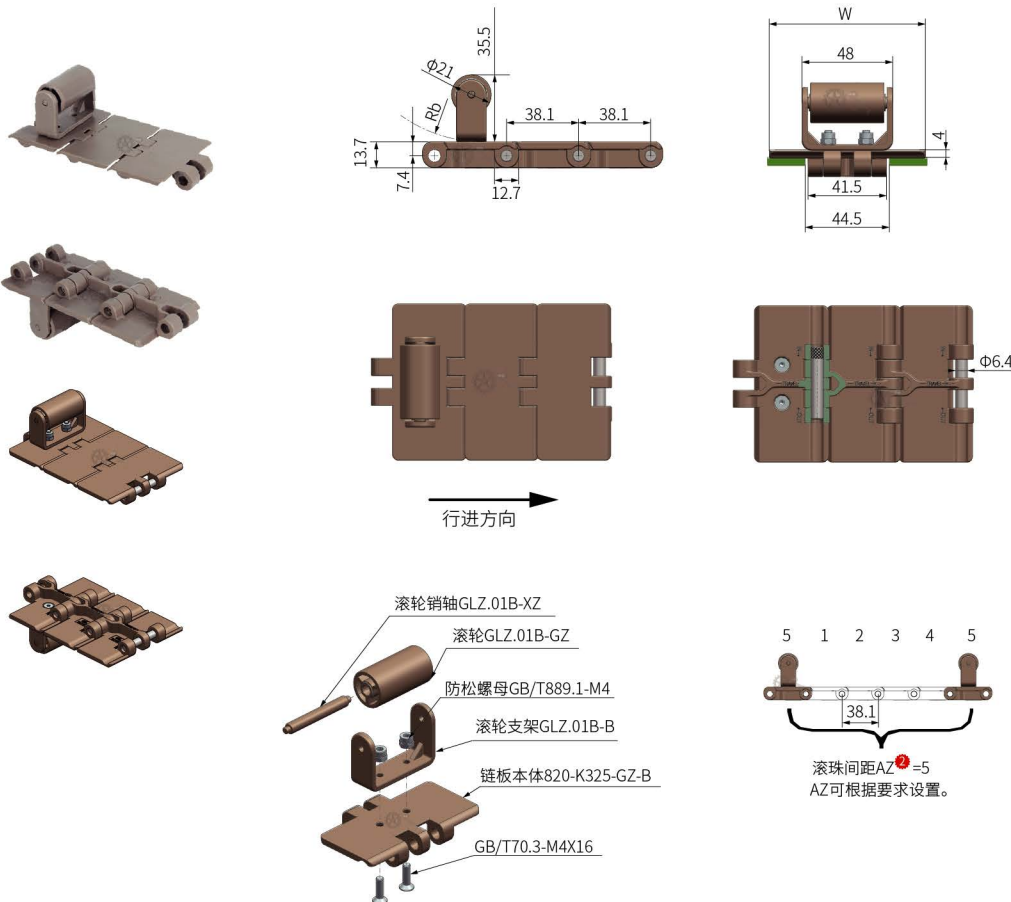 35.5
Φ21
Rb
38.1
38.1
13.7
7.4
12.7
W
48
4
41.5
44.5
Φ6.4
行进方向
滚轮销轴GLZ.01B-XZ
滚轮GLZ.01B-GZ
防松螺母GB/T889.1-M4
滚轮支架GLZ.01B-B
链板本体820-K325-GZ-B
GB/T70.3-M4X16
5 1 2 3 4 5
38.1
滚珠间距AZ❷=5
AZ可根据要求设置。